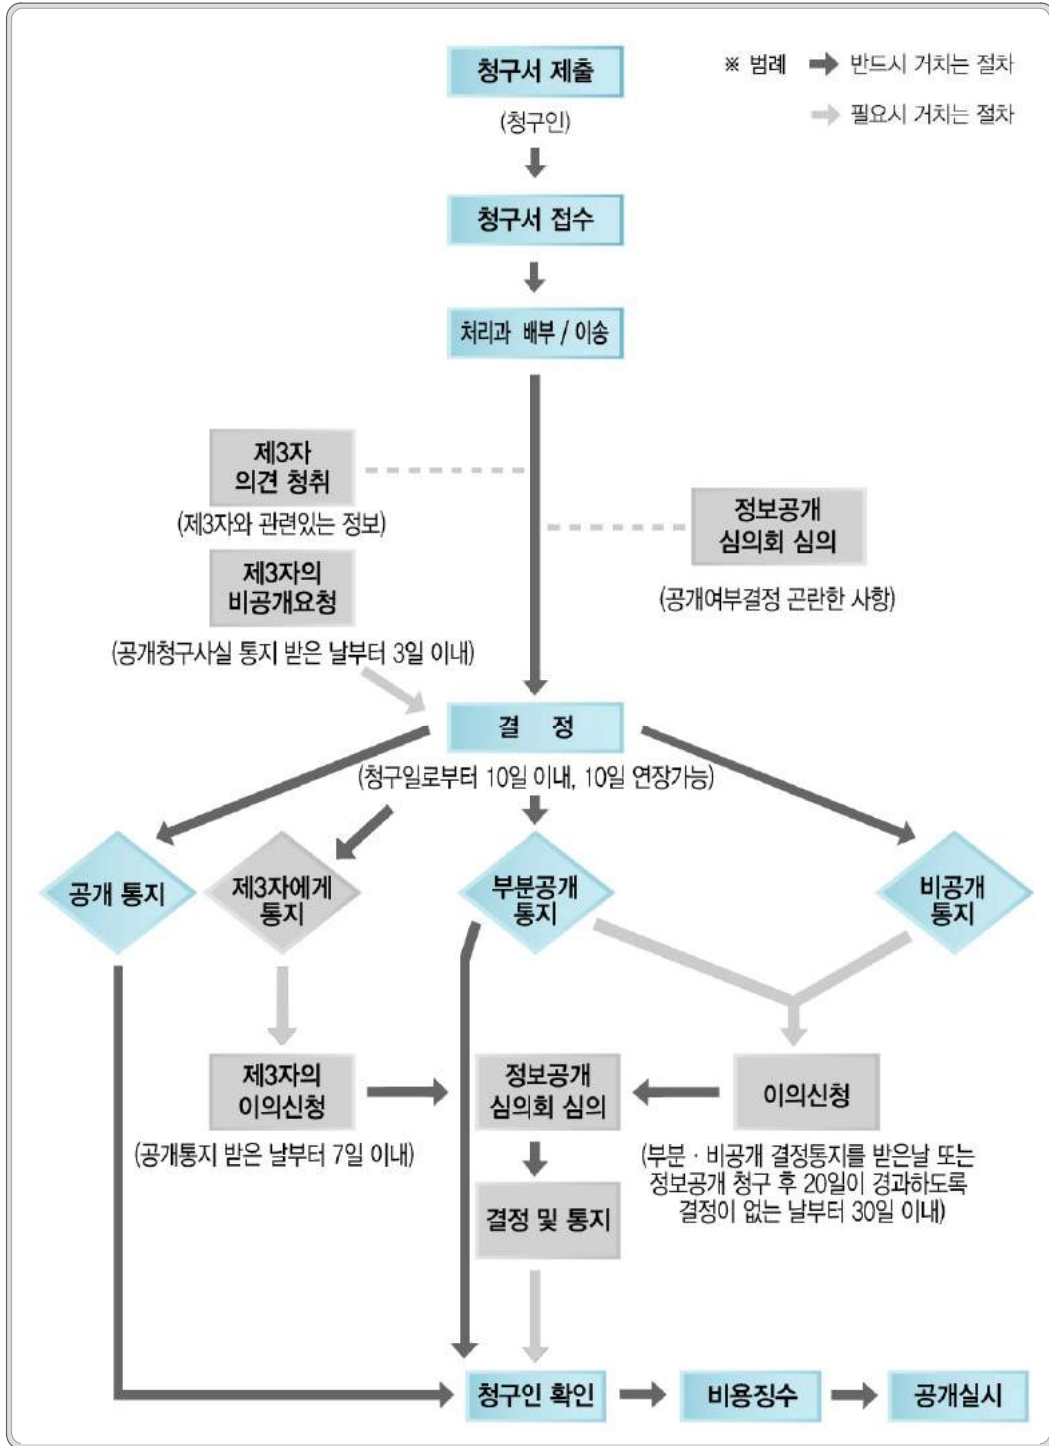 청구서 제출
※ 범례 반드시 거치는 절차
필요시 거치는 절차
(청구인)
청구서 접수
처리과 배부 / 이송
제3자
의견 청취
(제3자와 관련있는 정보)
정보공개
심의회 심의
(공개여부결정 곤란한 사항)
제3자의
비공개요청
(공개청구사실 통지 받은 날부터 3일 이내)
결 정
(청구일로부터 10일 이내, 10일 연장가능)
공개 통지
제3자에게
통지
부분공개
통지
비공개
통지
제3자의
이의신청
(공개통지 받은 날부터 7일 이내)
정보공개
심의회 심의
이의신청
(부분 · 비공개 결정통지를 받은날 또는
정보공개 청구 후 20일이 경과하도록
결정이 없는 날부터 30일 이내)
결정 및 통지
청구인 확인
비용징수
공개실시